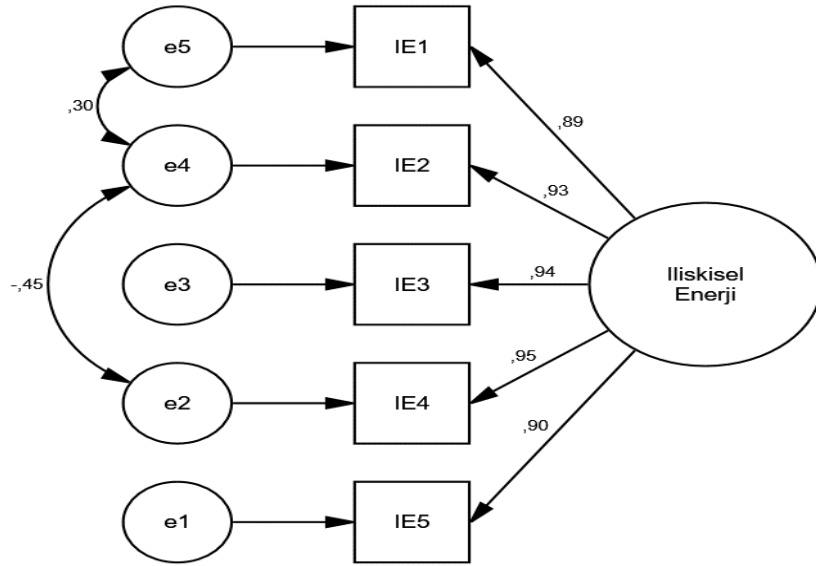 e5
IE1
,30
,89
e4
IE2
,93
-,45
e3
IE3
,94
Iliskisel
Enerji
e2
IE4
,95
,90
e1
IE5